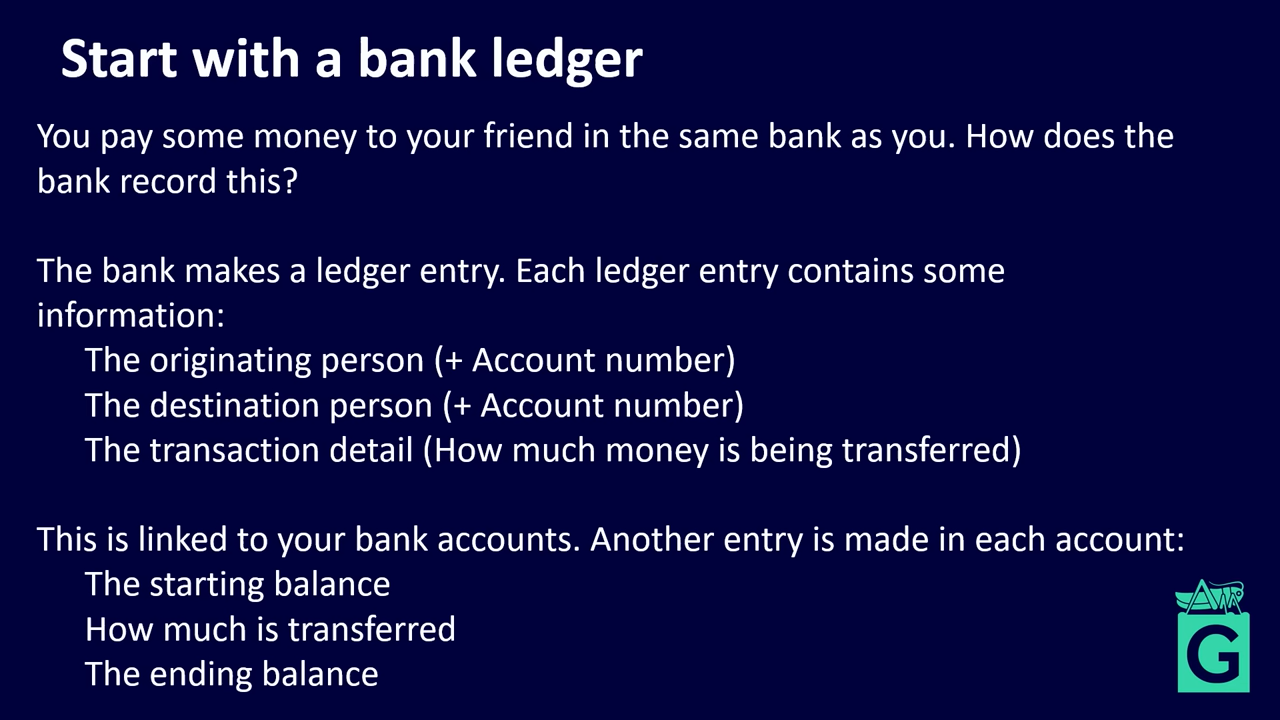 Start with a bank ledger
You pay some money to your friend in the same bank as you. How does the
bank record this?
The bank makes a ledger entry. Each ledger entry contains some
information:
The originating person (+ Account number)
The destination person (+ Account number)
The transaction detail (How much money is being transferred)
This is linked to your bank accounts. Another entry is made in each account:
The starting balance
How much is transferred
The ending balance
G